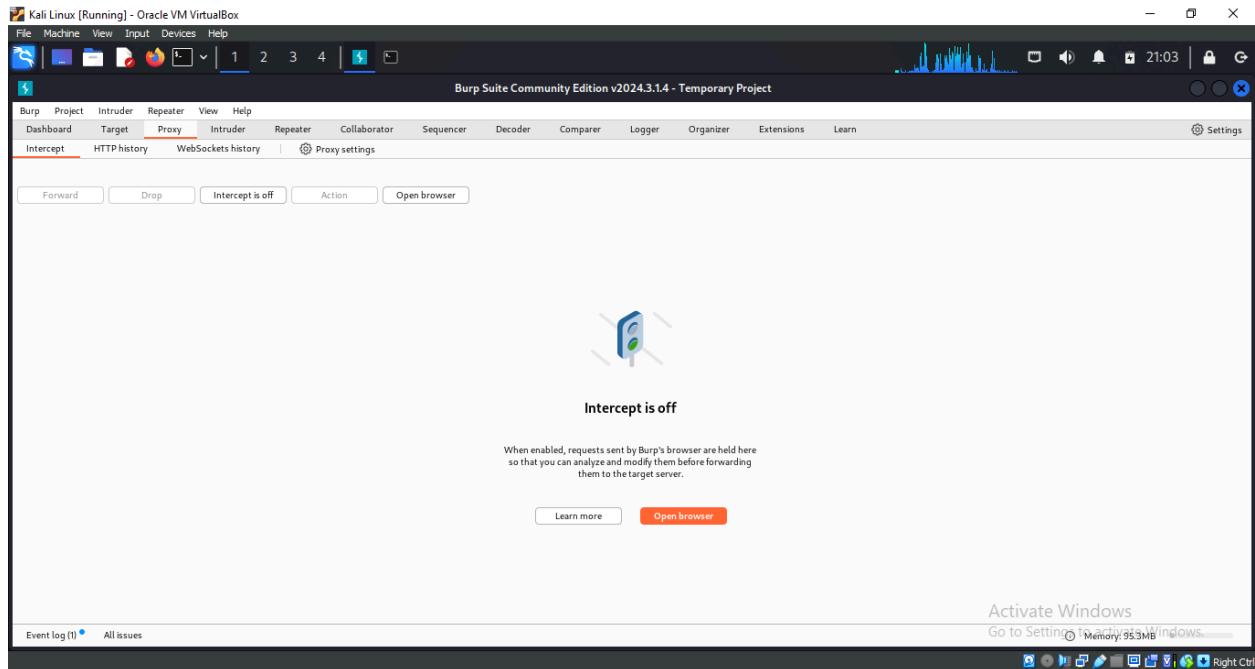 Kali Linux [Running] - Oracle VM VirtualBox
File Machine View Input Devices Help
1 2 3 4 21:03
Burp Suite Community Edition v2024.3.1.4 - Temporary Project
Burp Project Intruder Repeater View Help
Dashboard Target Proxy Intruder Repeater Collaborator Sequencer Decoder Comparer Logger Organizer Extensions Learn Settings
Intercept HTTP history WebSockets history Proxy settings
Forward Drop Intercept is off Action Open browser
Intercept is off
When enabled, requests sent by Burp's browser are held here
so that you can analyze and modify them before forwarding
them to the target server.
Learn more Open browser
Activate Windows
Go to Settings to activate Windows.
Event log (1) All issues Memory: 95.3MB
Right Ctrl